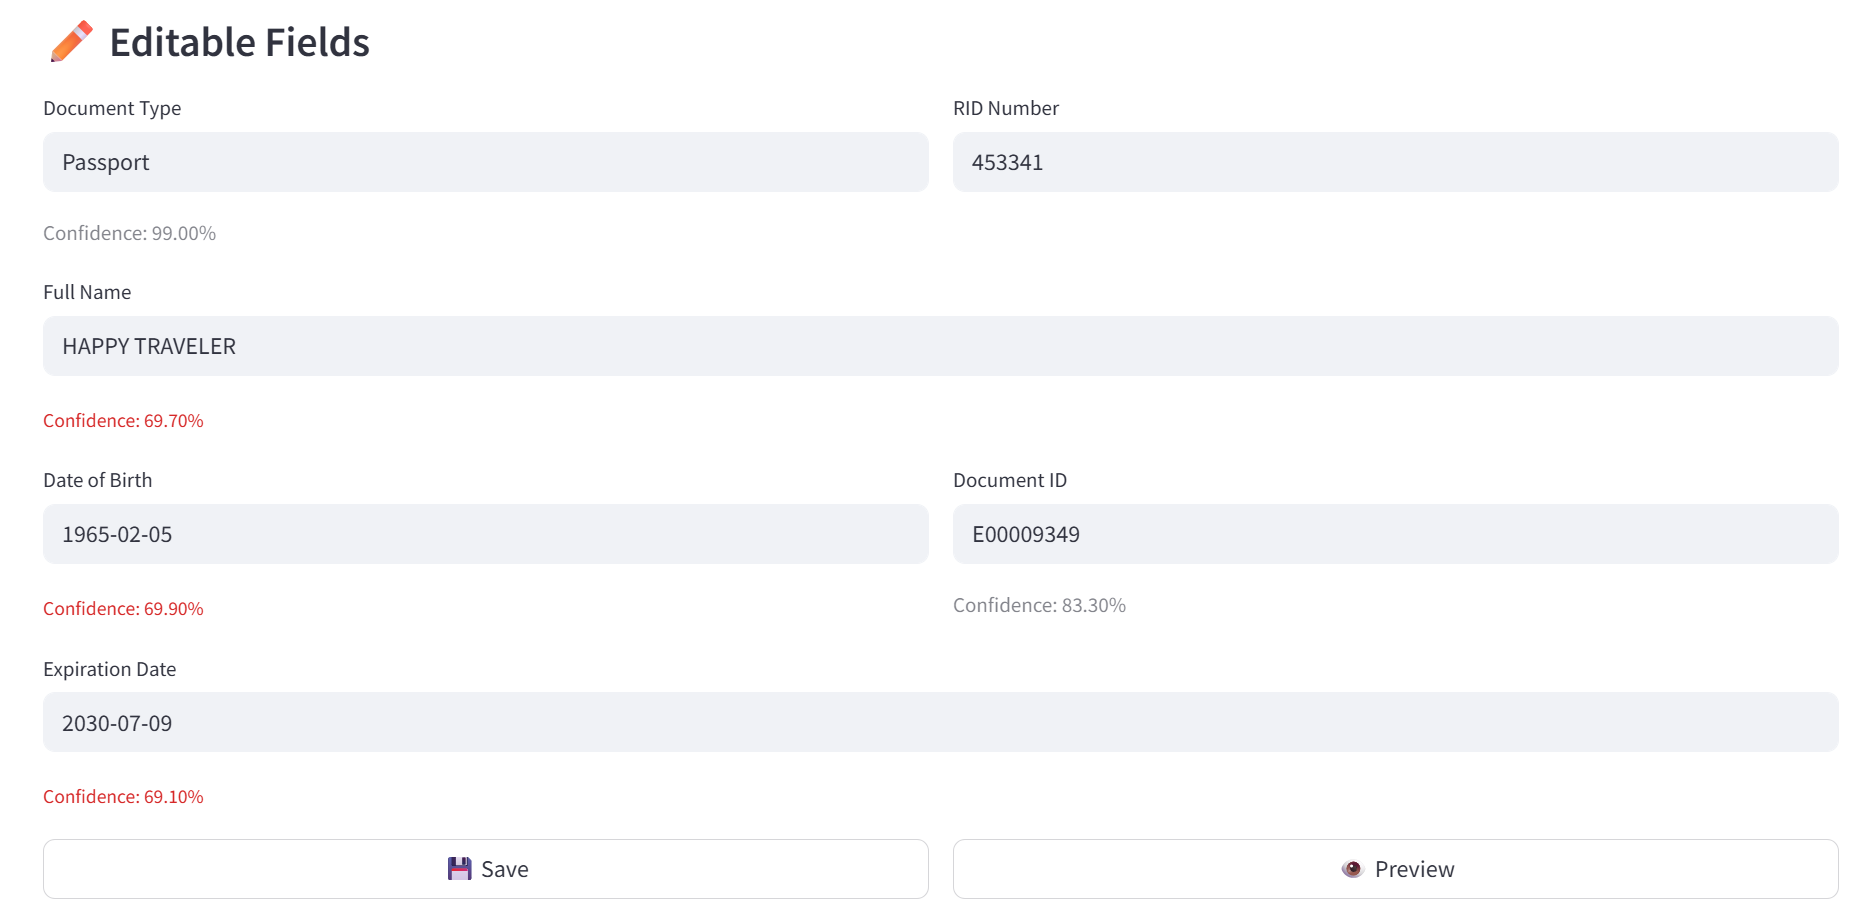 Editable Fields
Document Type
Passport
Confidence: 99.00%
RID Number
453341
Full Name
HAPPY TRAVELER
Confidence: 69.70%
Date of Birth
1965-02-05
Confidence: 69.90%
Document ID
E00009349
Confidence: 83.30%
Expiration Date
2030-07-09
Confidence: 69.10%
Save
Preview